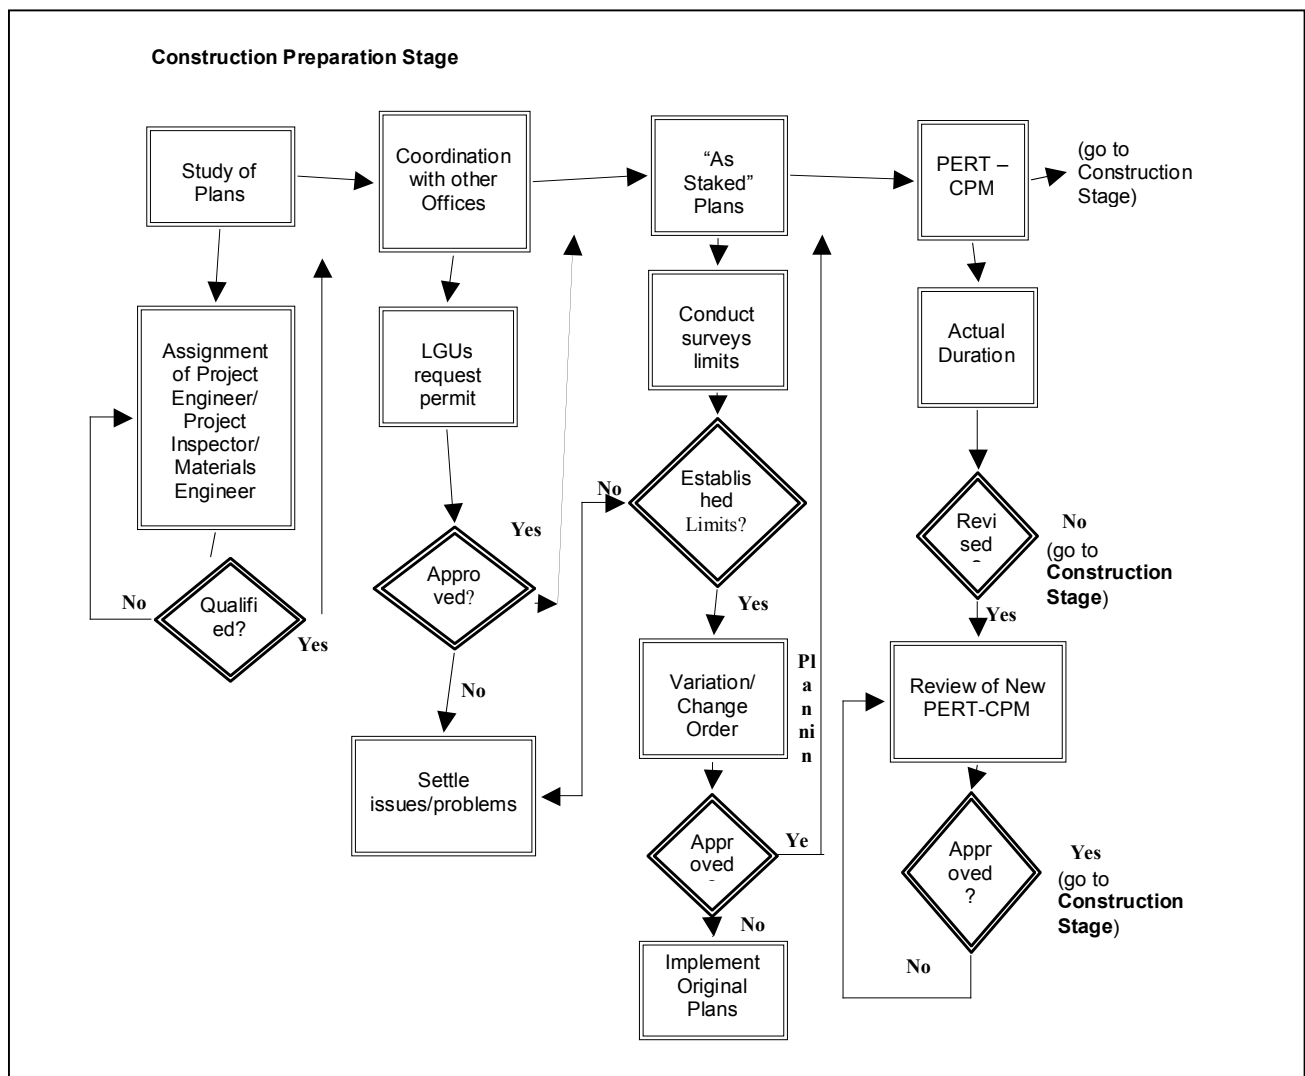 Construction Preparation Stage
Study of
Plans
Coordination
with other
Offices
“As
Staked”
Plans
PERT –
CPM
(go to
Construction
Stage)
Assignment
of Project
Engineer/
Project
Inspector/
Materials
Engineer
LGUs
request
permit
Conduct
surveys
limits
Actual
Duration
No
Qualifi
ed?
Yes
Appro
ved?
Yes
No
Settle
issues/problems
No
Establis
hed
Limits?
Yes
Variation/
Change
Order
Pl
a
n
ni
n
Appr
oved
Ye
No
Implement
Original
Plans
Revi
sed
No
(go to
Construction
Stage)
Yes
Review of New
PERT-CPM
Appr
oved
?
Yes
(go to
Construction
Stage)
No